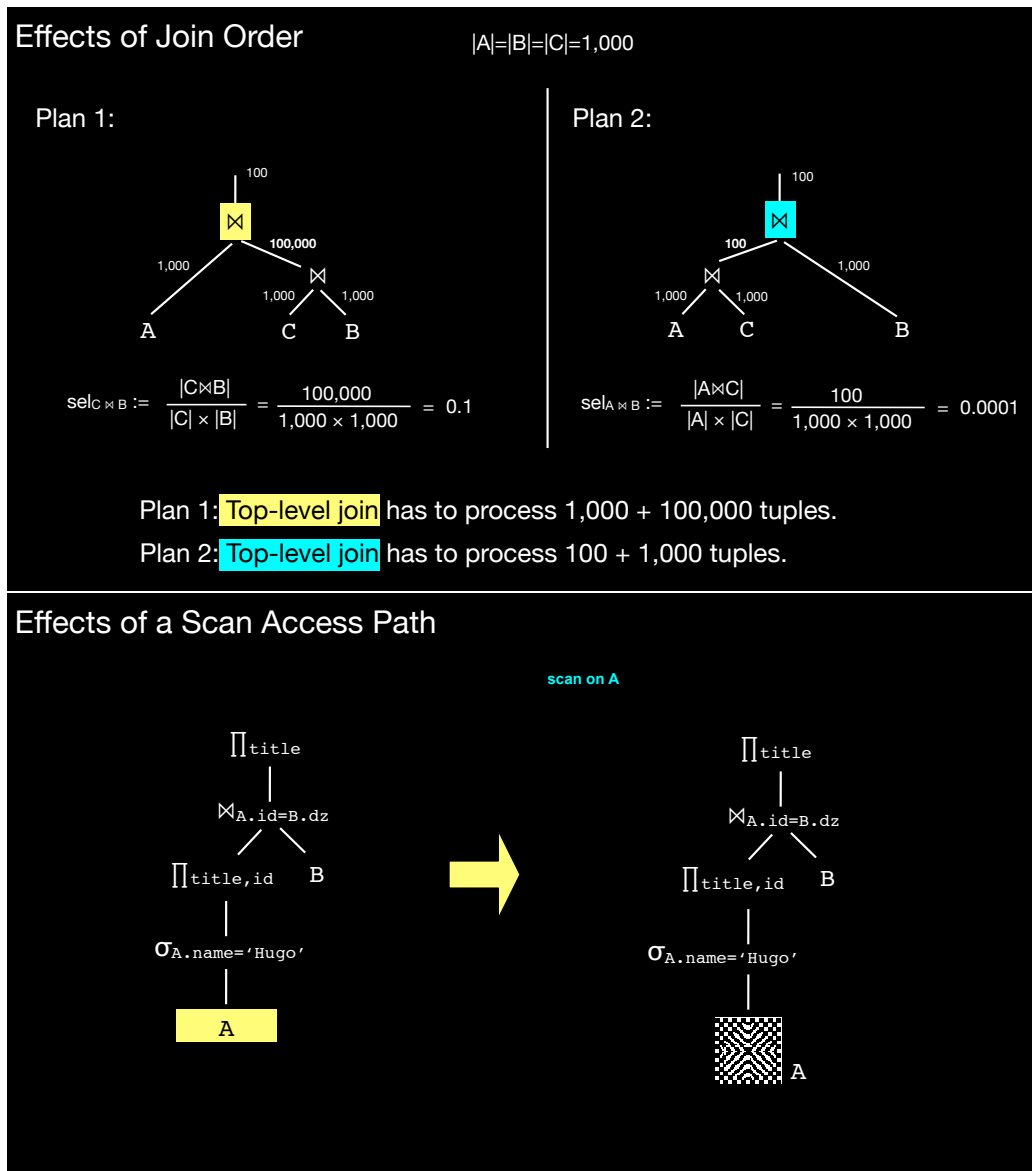 Effects of Join Order
|A|=|B|=|C|=1,000
Plan 1:
100
⋈
100,000
1,000
⋈
1,000
1,000
A
C
B
selC ⋈ B := |C⋈B| / |C| × |B| = 100,000 / 1,000 × 1,000 = 0.1
Plan 2:
100
⋈
100
1,000
⋈
1,000
1,000
A
C
B
selA ⋈ B := |A⋈C| / |A| × |C| = 100 / 1,000 × 1,000 = 0.0001
Plan 1: Top-level join has to process 1,000 + 100,000 tuples.
Plan 2: Top-level join has to process 100 + 1,000 tuples.
Effects of a Scan Access Path
scan on A
∏title
⋈A.id=B.dz
∏title,id
B
σA.name=‘Hugo’
A
∏title
⋈A.id=B.dz
∏title,id
B
σA.name=‘Hugo’
A